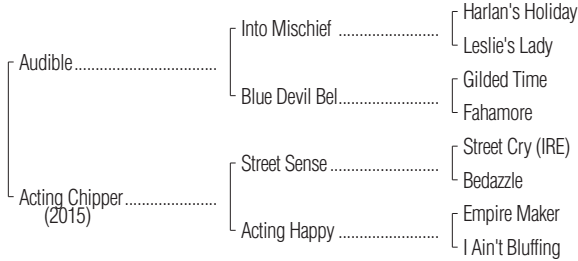 Harlan's Holiday
Into Mischief ........................
Leslie's Lady
Audible..................................
Gilded Time
Blue Devil Bel........................
Fahamore
Street Cry (IRE)
Street Sense ..........................
Bedazzle
Acting Chipper......................
(2015)
Empire Maker
Acting Happy ........................
I Ain't Bluffing